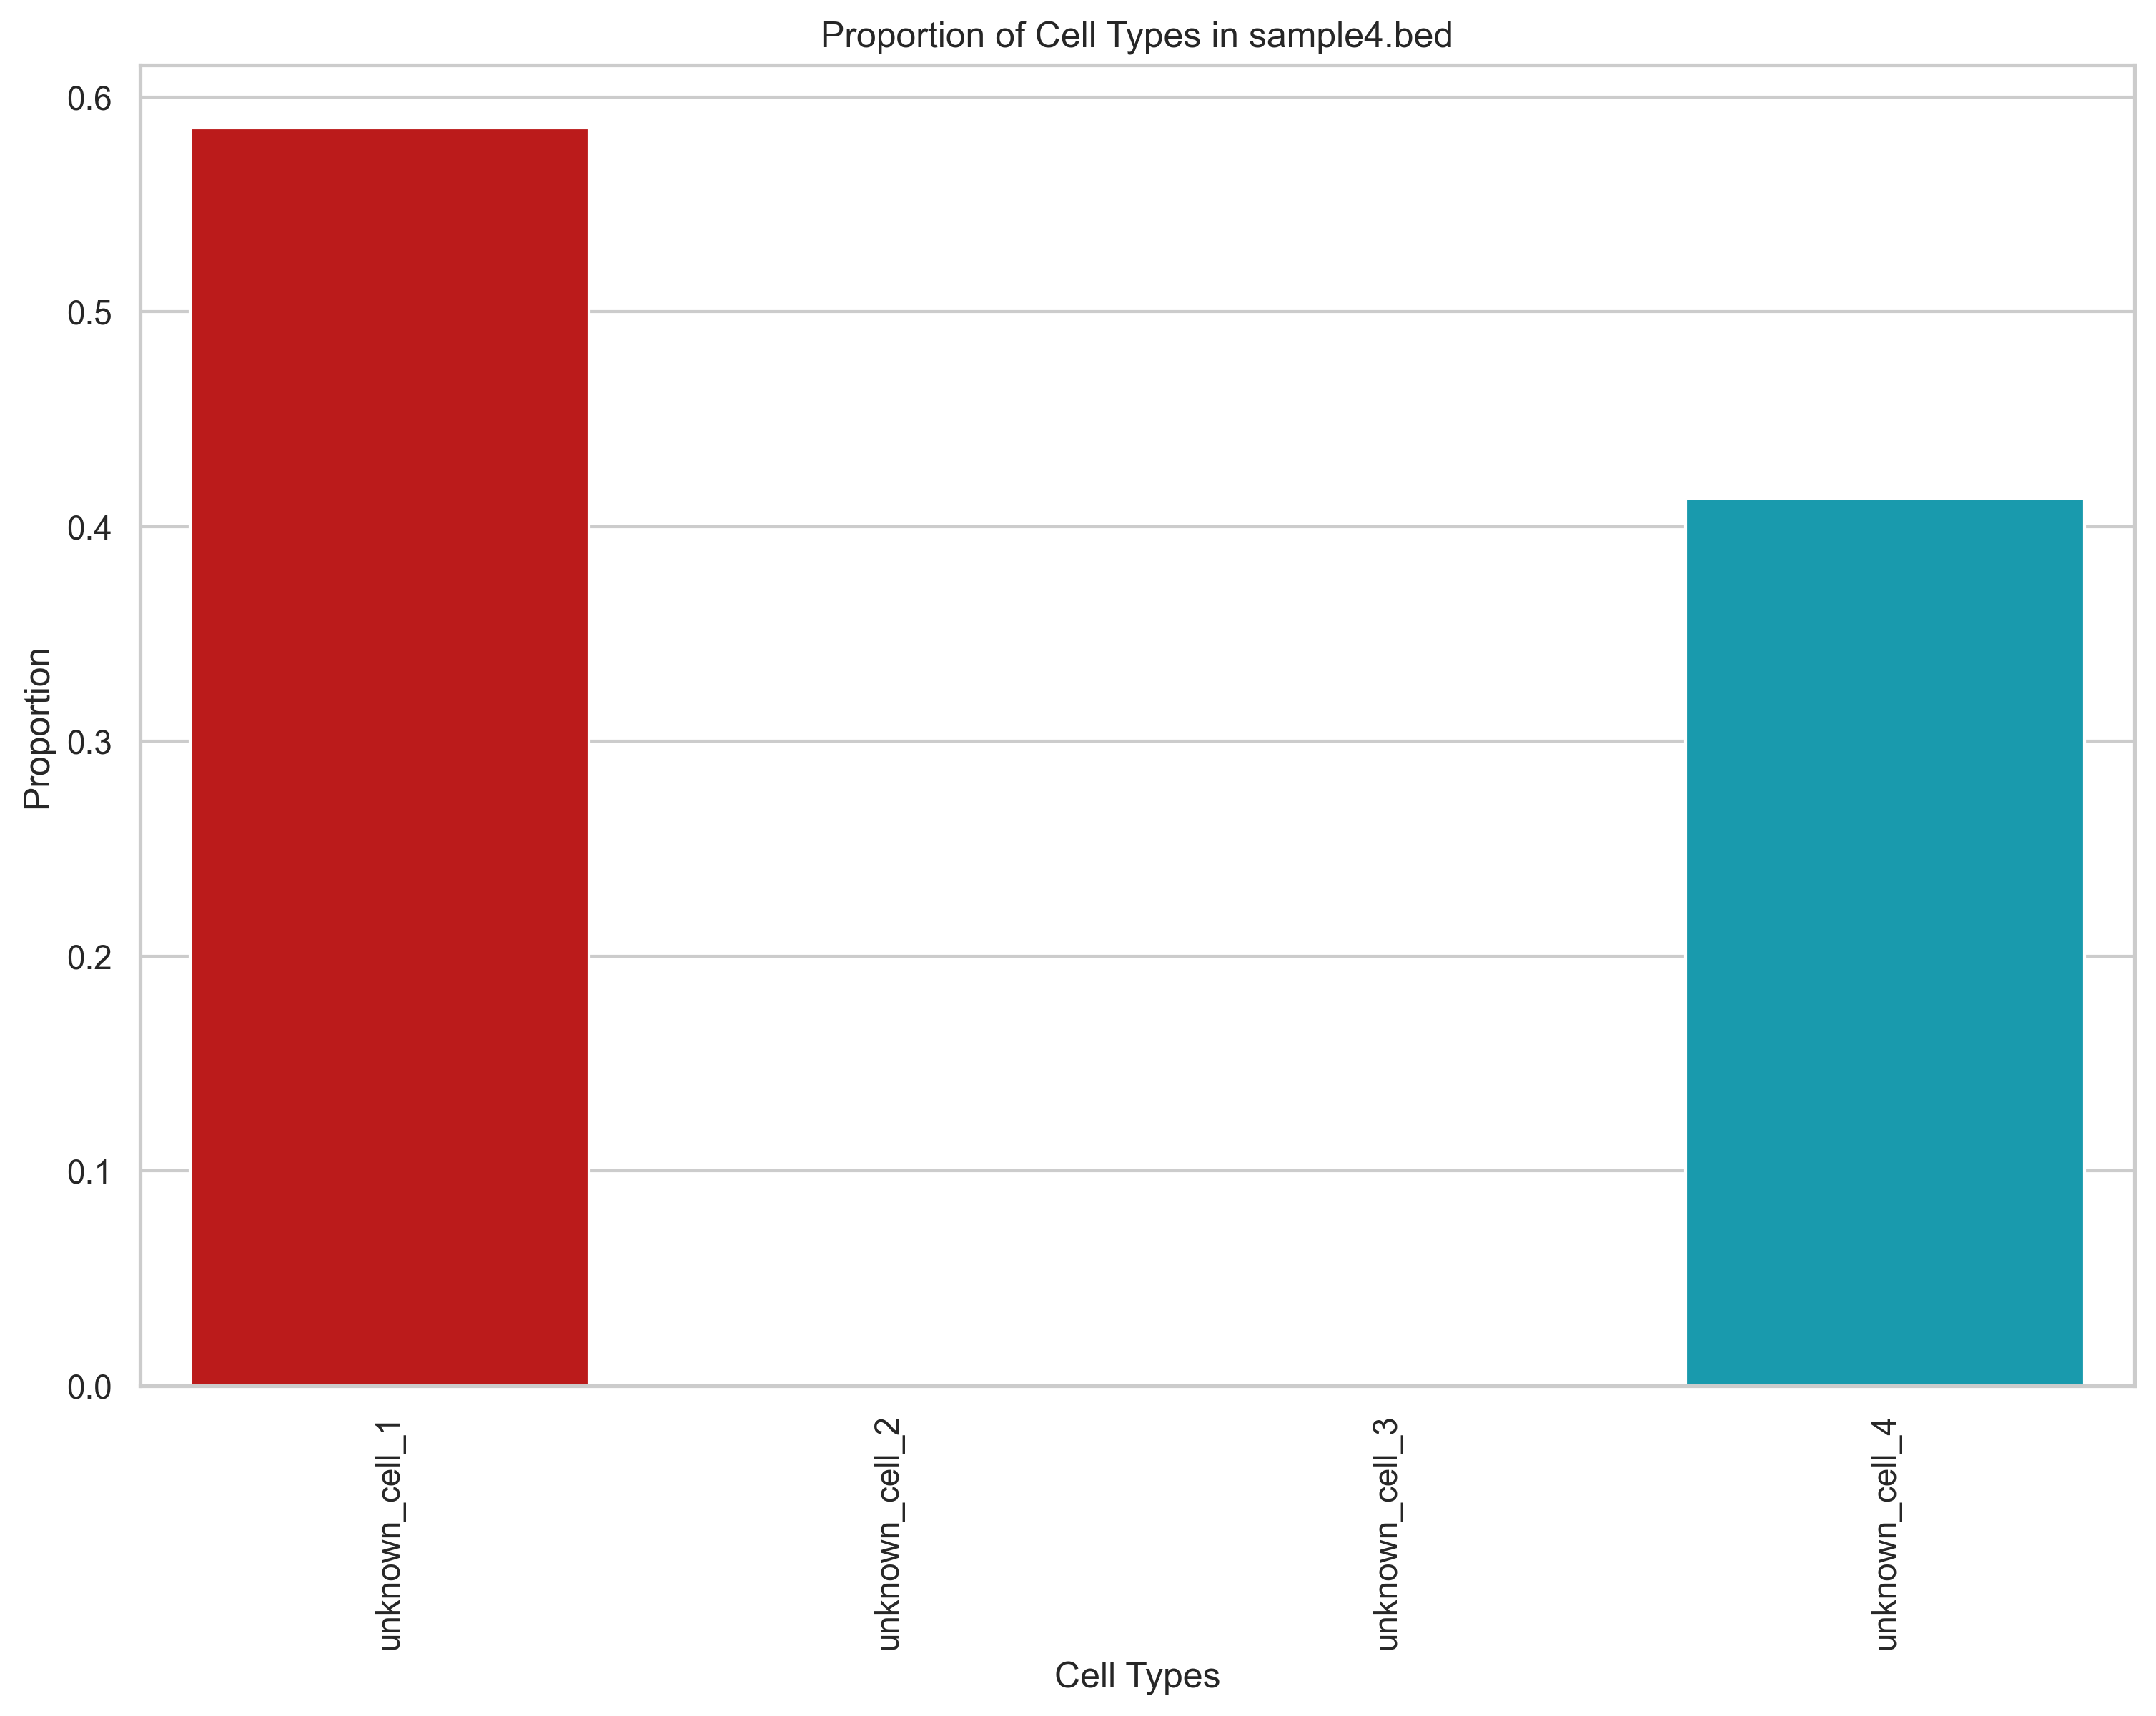 Proportion of Cell Types in sample4.bed
Proportion
0.6
0.5
0.4
0.3
0.2
0.1
0.0
unknown_cell_1
unknown_cell_2
unknown_cell_3
unknown_cell_4
Cell Types